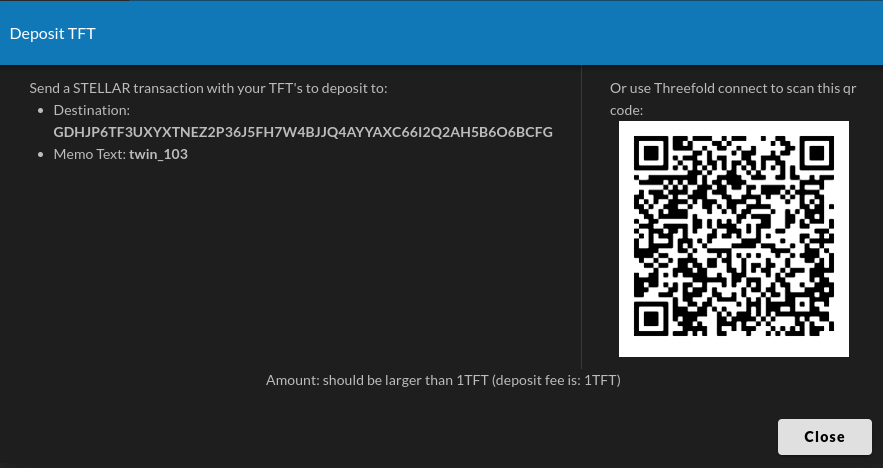 Deposit TFT
Send a STELLAR transaction with your TFT's to deposit to:
Destination:
GDHJP6TF3UXYXTNEZ2P36J5FH7W4BJJQ4AYYAXC66I2Q2AH5B6O6BCFG
Memo Text: twin_103
Or use Threefold connect to scan this qr
code:
Amount: should be larger than 1TFT (deposit fee is: 1TFT)
Close